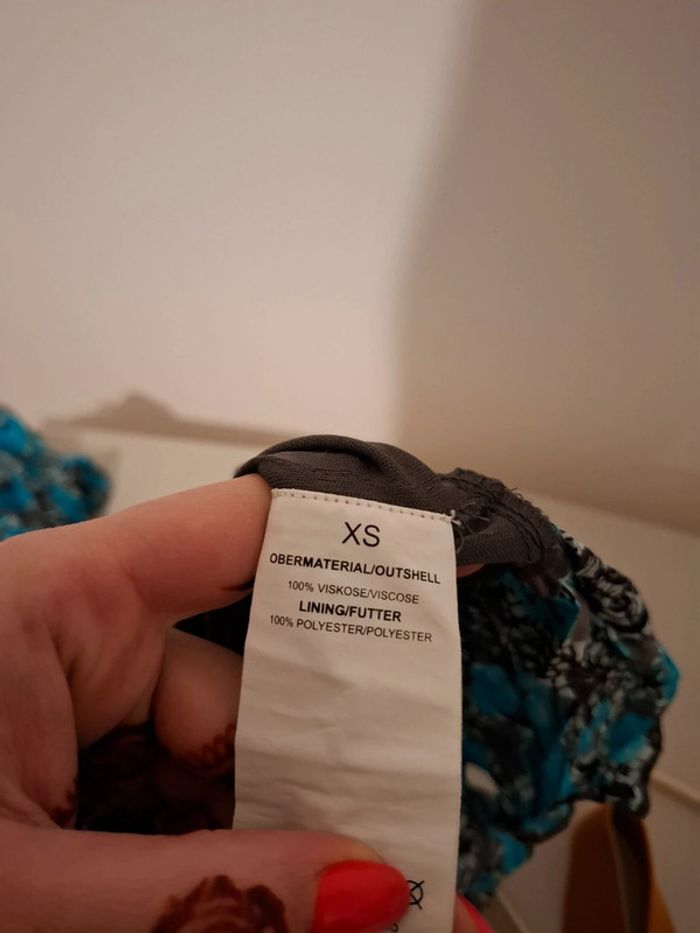 XS
OBERMATERIAL/OUTSHELL
100% VISKOSE/VISCOSE
LINING/FUTTER
100% POLYESTER/POLYESTER